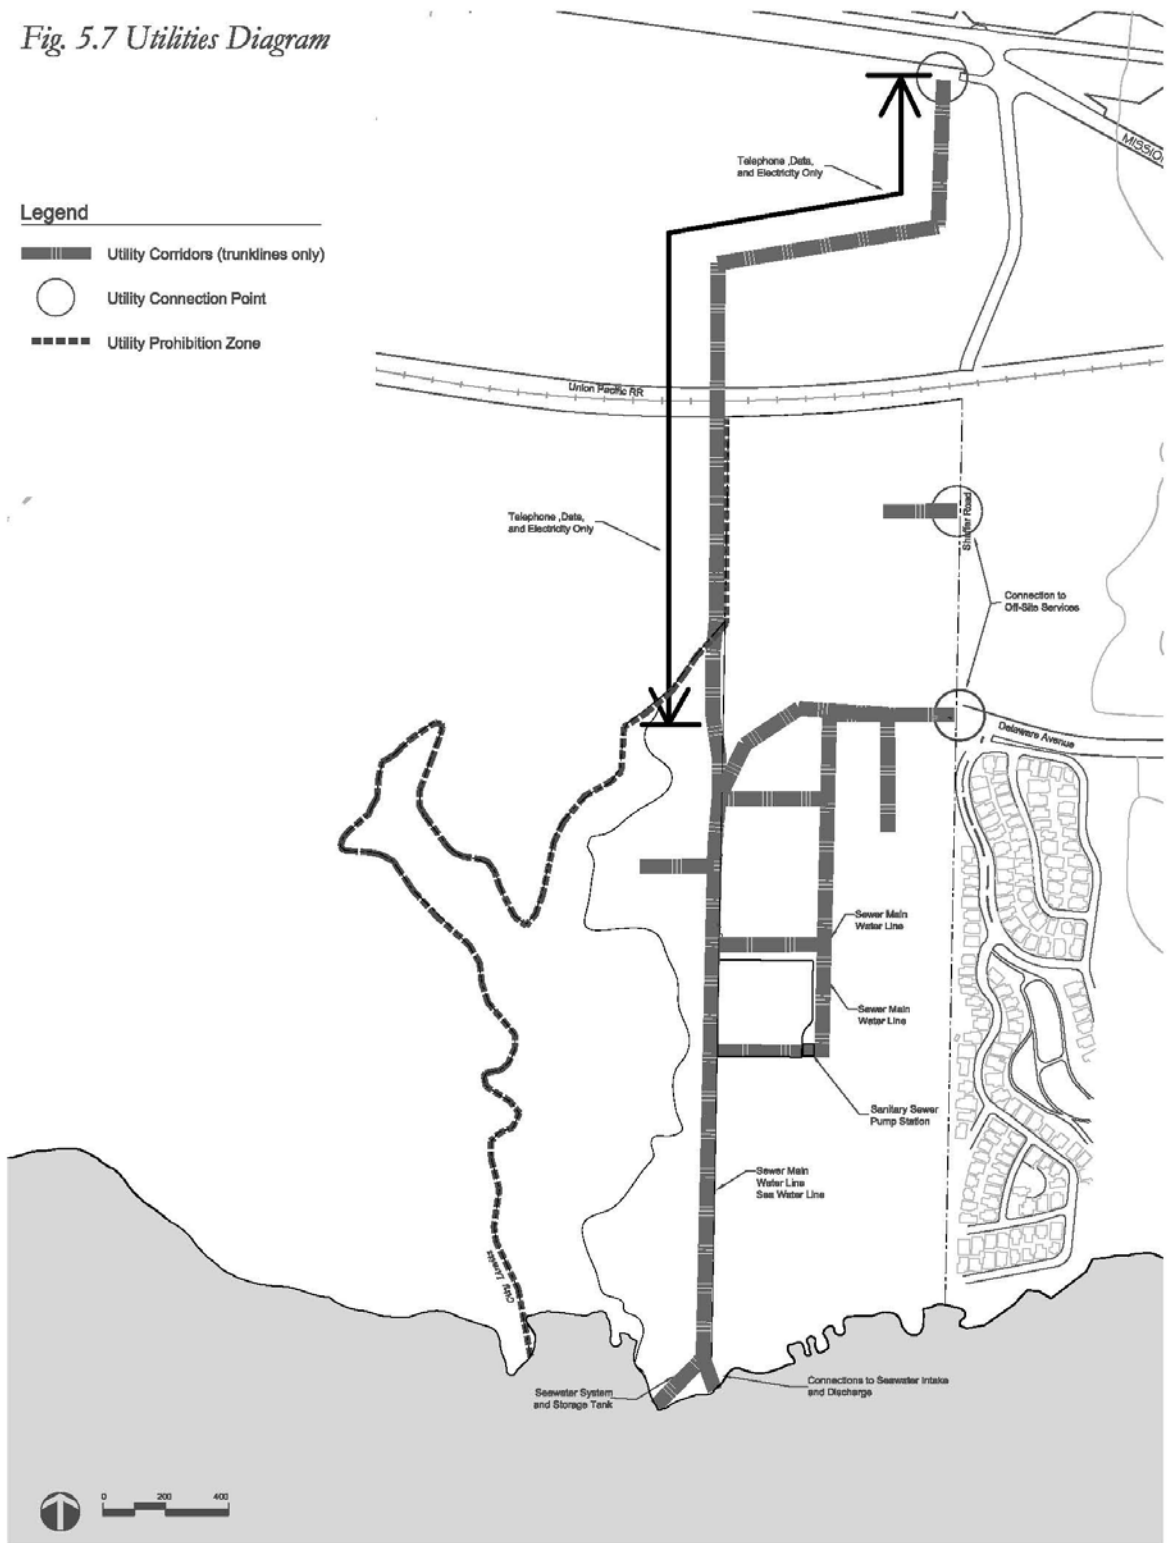 Fig. 5.7 Utilities Diagram
MISSIO
Telephone ,Data,
and Electricity Only
Legend
Utility Corridors (trunklines only)
Utility Connection Point
Utility Prohibition Zone
Union Pacific RR
Shaffer Road
Telephone ,Data,
and Electricity Only
Connection to
Off-Site Services
Delaware Avenue
Sewer Main
Water Line
Sewer Main
Water Line
Sanitary Sewer
Pump Station
Sewer Main
Water Line
Sea Water Line
City Limits
Seawater System
and Storage Tank
Connections to Seawater Intake
and Discharge
0 200 400